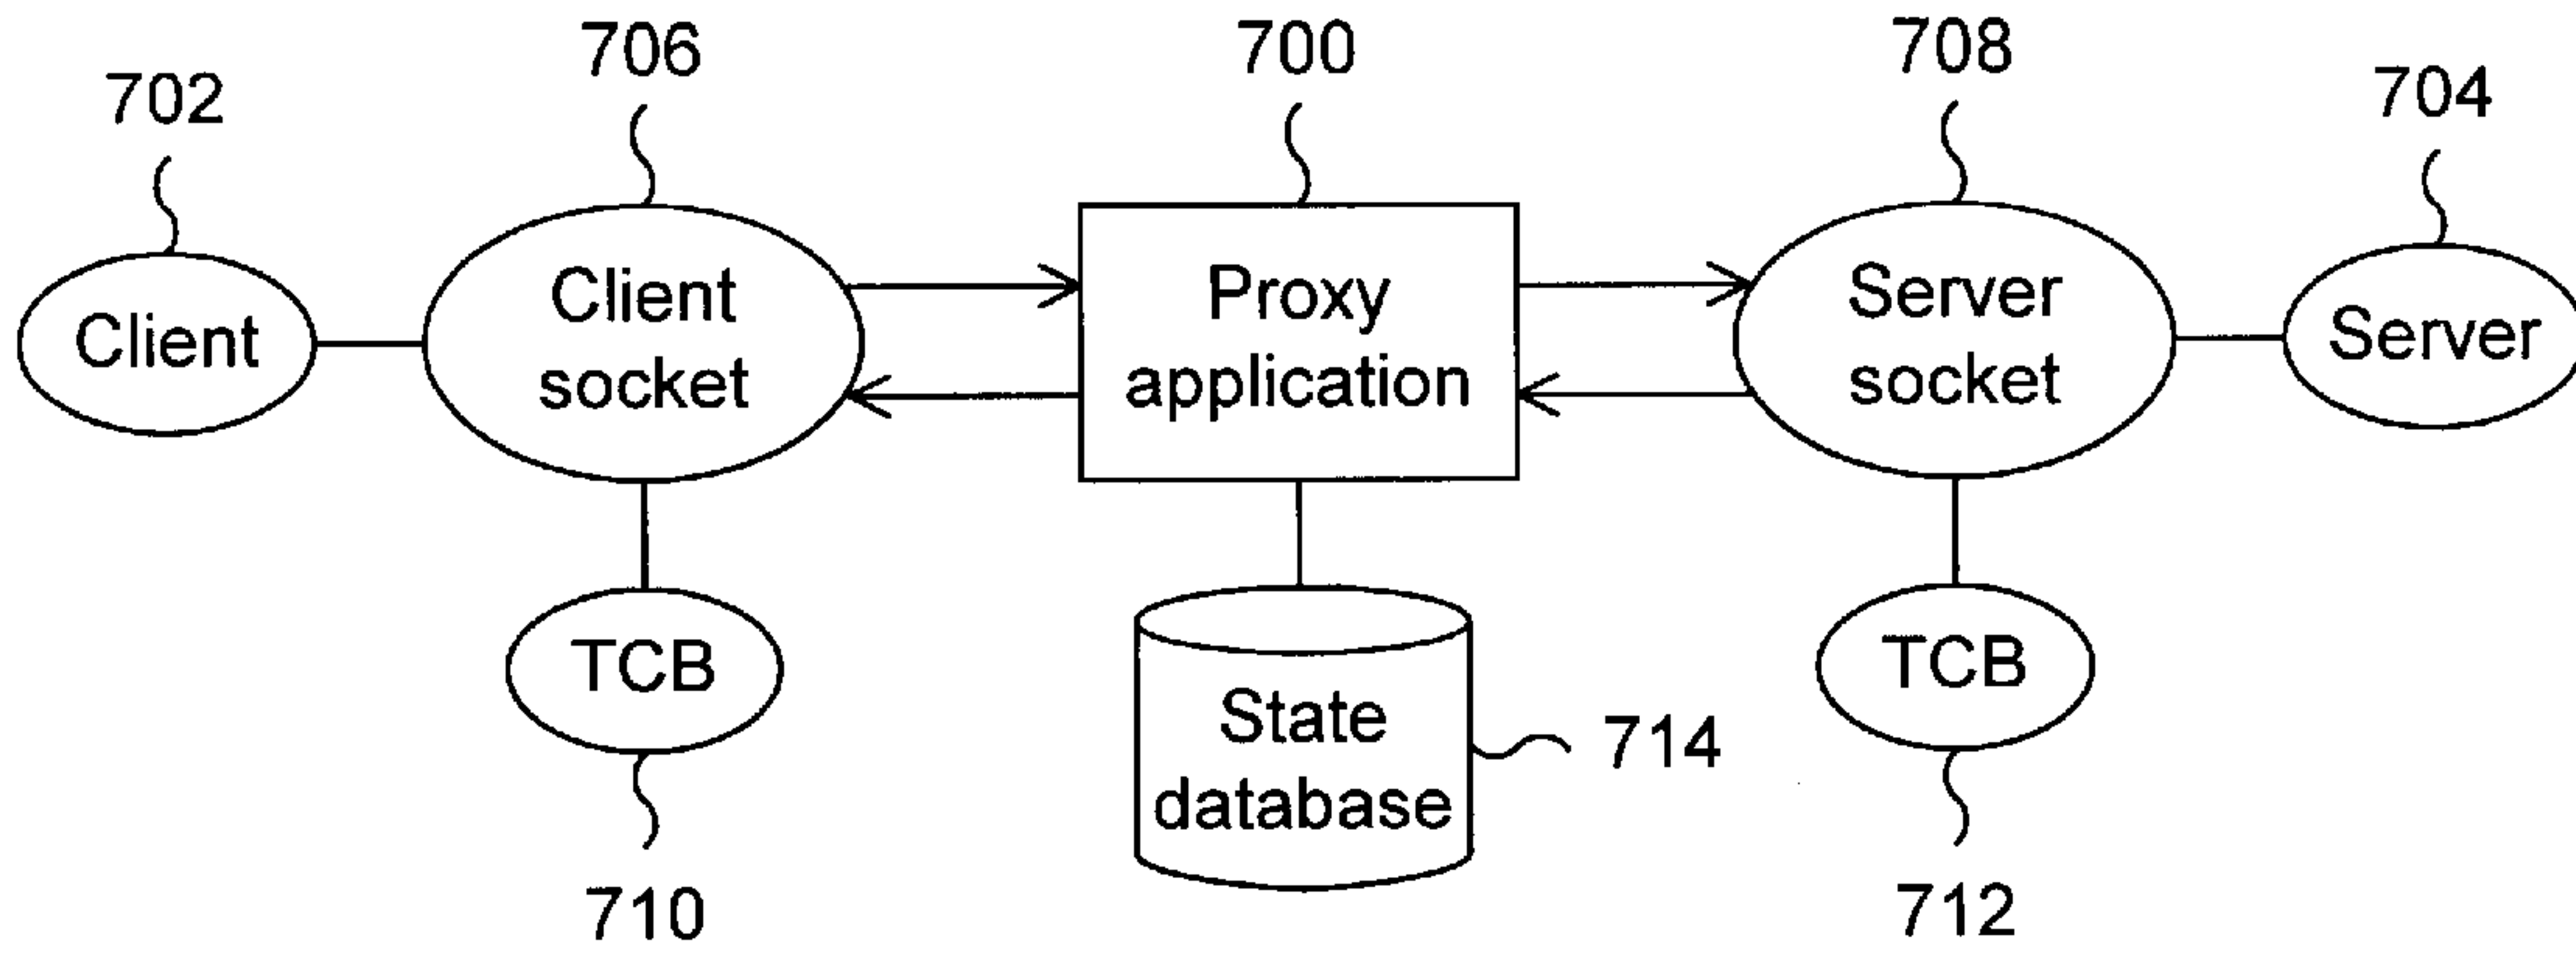 706
700
708
702
704
Client
socket
Proxy
application
Server
socket
Client
Server
TCB
State
database
714
TCB
710
712